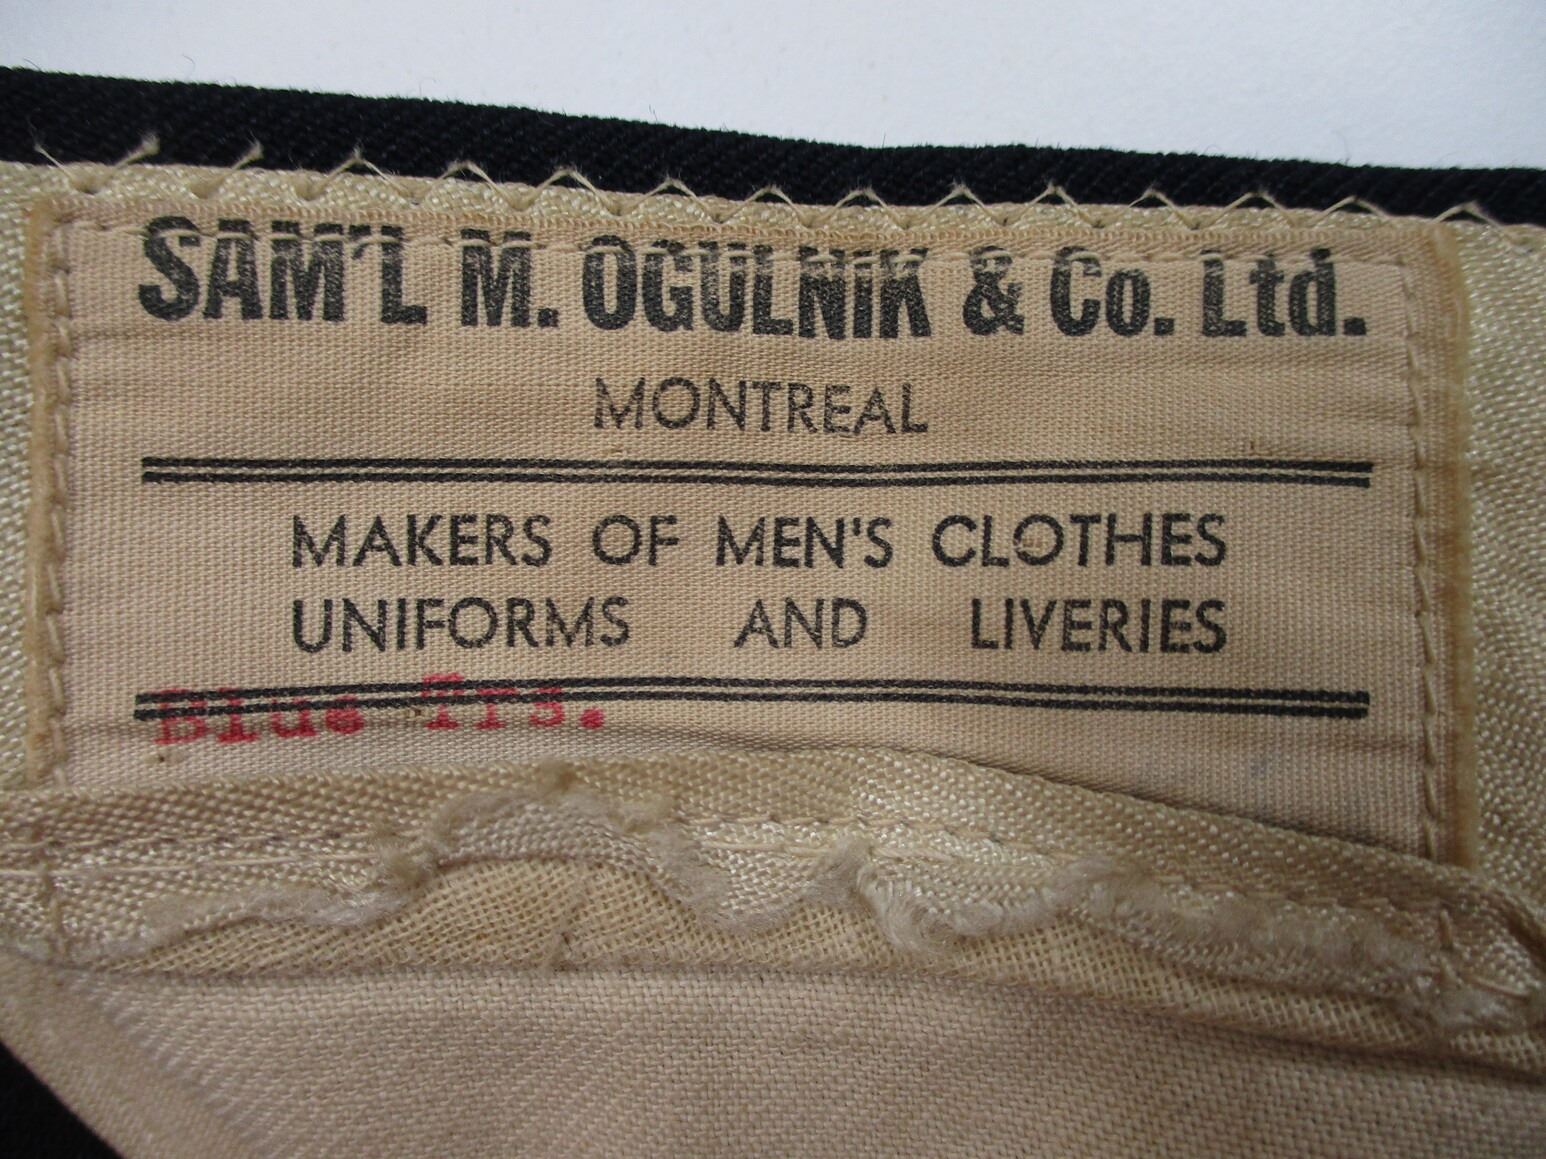 SAM'L M. OGULNIK & Co. Ltd.
MONTREAL
MAKERS OF MEN'S CLOTHES
UNIFORMS AND LIVERIES
Blue Trs.